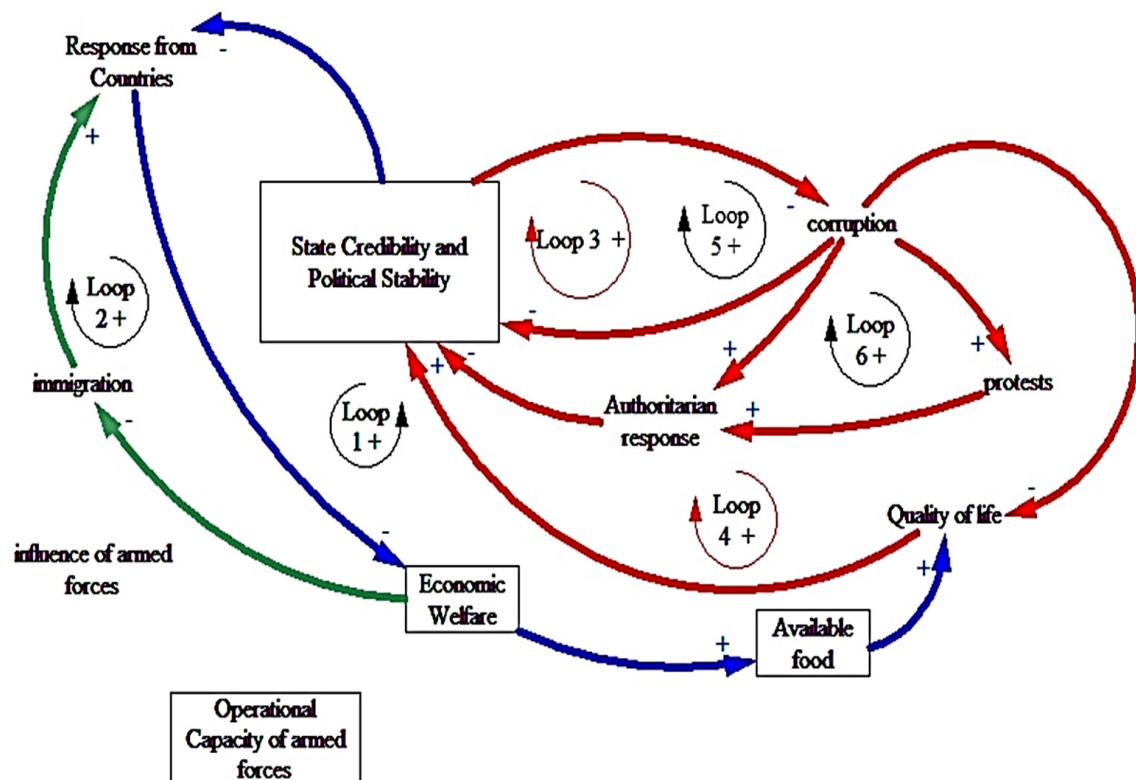 Response from
Countries
-
+
State Credibility and
Political Stability
Loop 3 +
Loop
5 +
-
corruption
Loop
2 +
-
Loop
6 +
+
+
protests
immigration
-
+
-
Loop
1 +
Authoritarian
response
+
Loop
4 +
-
Quality of life
-
influence of armed
forces
+
Economic
Welfare
+
Available
food
Operational
Capacity of armed
forces